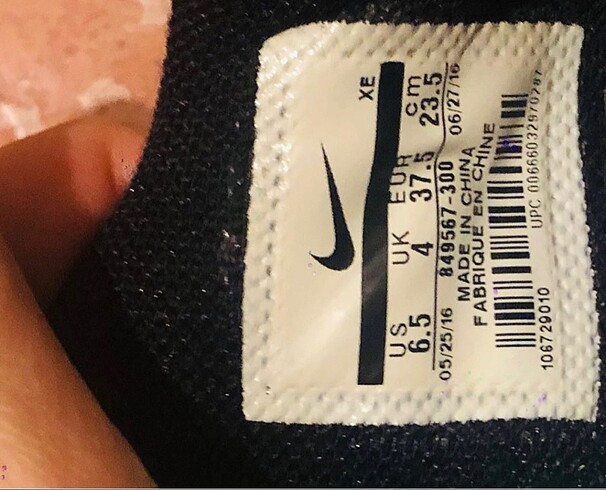 XE
US UK EUR cm
6.5 4 37.5 23.5
05/25/16 849567-300 06/27/16
MADE IN CHINA
FABRIQUE EN CHINE
UPC 00666032970287
106729010